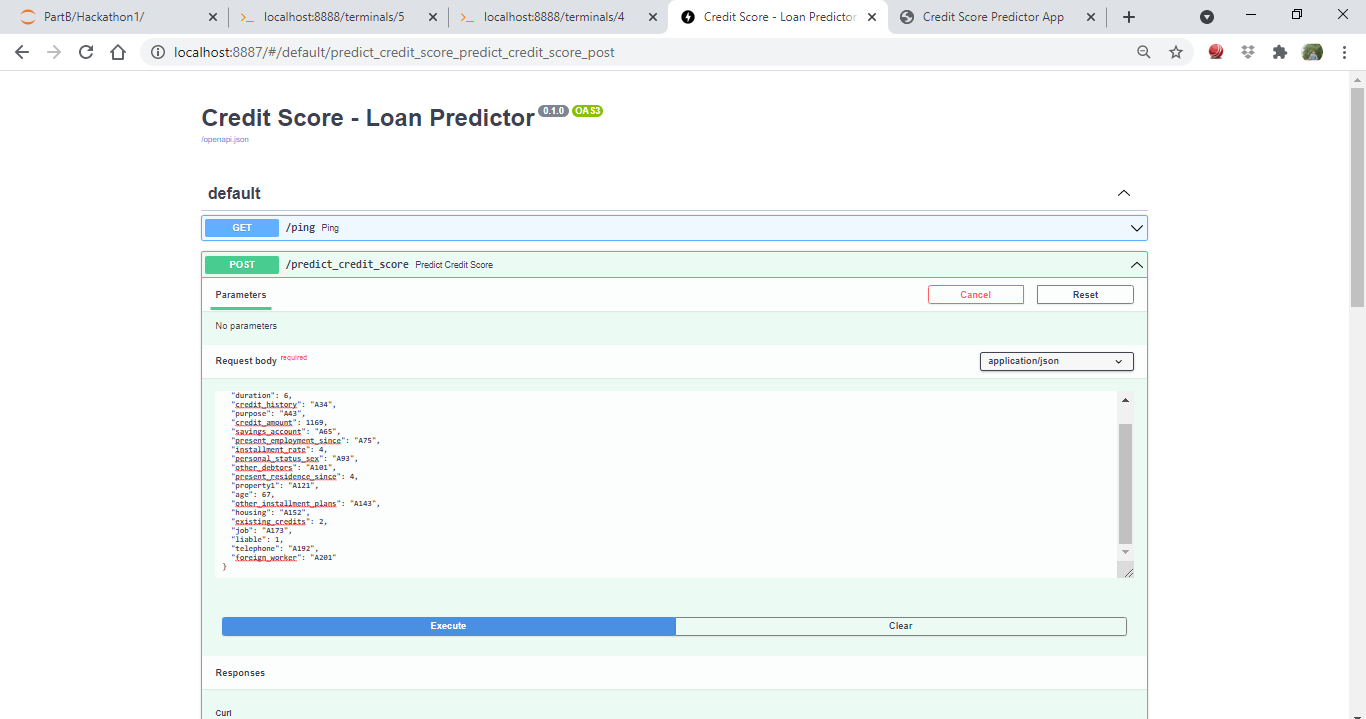 PartB/Hackathon1/
localhost:8888/terminals/5
localhost:8888/terminals/4
Credit Score - Loan Predictor
Credit Score Predictor App
localhost:8887/#/default/predict_credit_score_predict_credit_score_post
Credit Score - Loan Predictor 0.1.0 OAS3
/openapi.json
default
GET /ping Ping
POST /predict_credit_score Predict Credit Score
Parameters Cancel Reset
No parameters
Request body required application/json
"duration": 6,
"credit_history": "A34",
"purpose": "A43",
"credit_amount": 1169,
"savings_account": "A65",
"present_employment_since": "A75",
"installment_rate": 4,
"personal_status_sex": "A93",
"other_debtors": "A101",
"present_residence_since": 4,
"property1": "A121",
"age": 67,
"other_installment_plans": "A143",
"housing": "A152",
"existing_credits": 2,
"job": "A173",
"liable": 1,
"telephone": "A192",
"foreign_worker": "A201"
}
Execute Clear
Responses
Curl